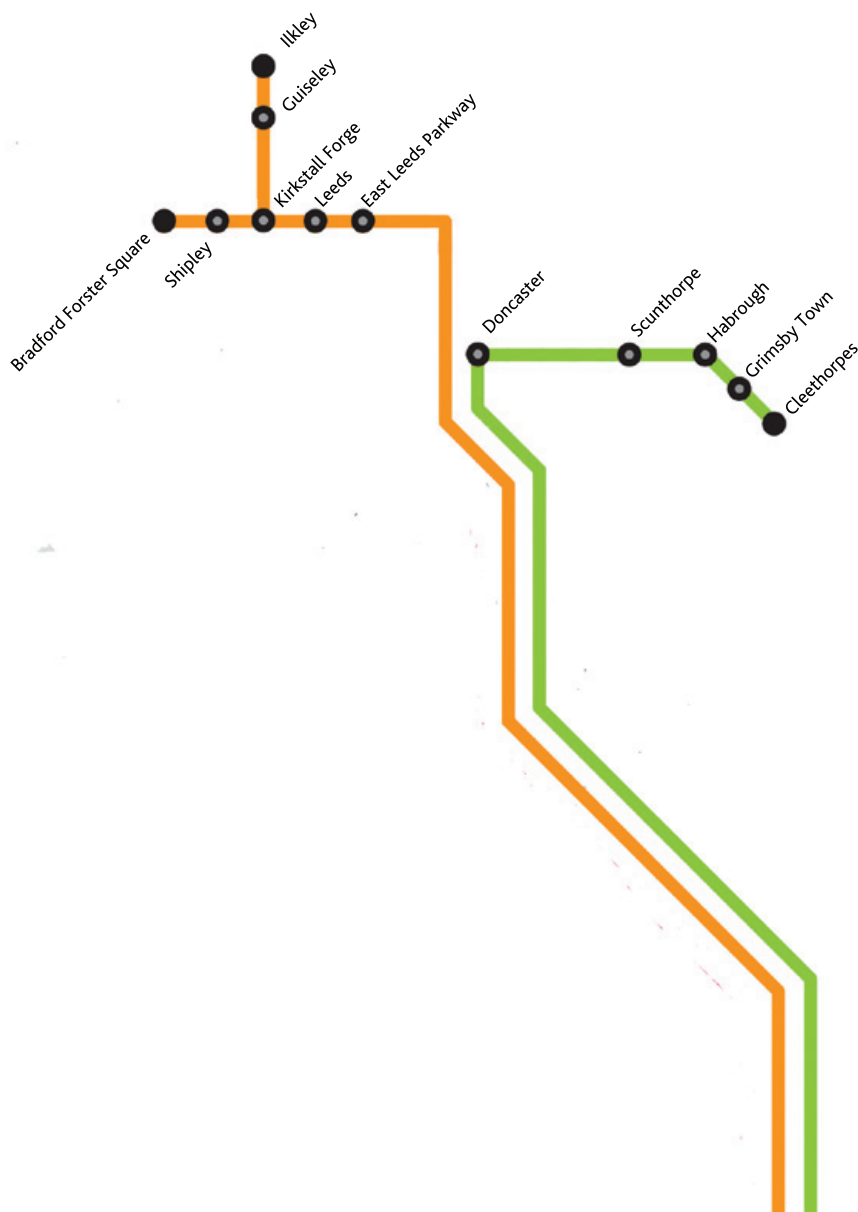 Ilkley
Guiseley
Kirkstall Forge
Leeds
East Leeds Parkway
Bradford Forster Square
Shipley
Doncaster
Scunthorpe
Habrough
Grimsby Town
Cleethorpes